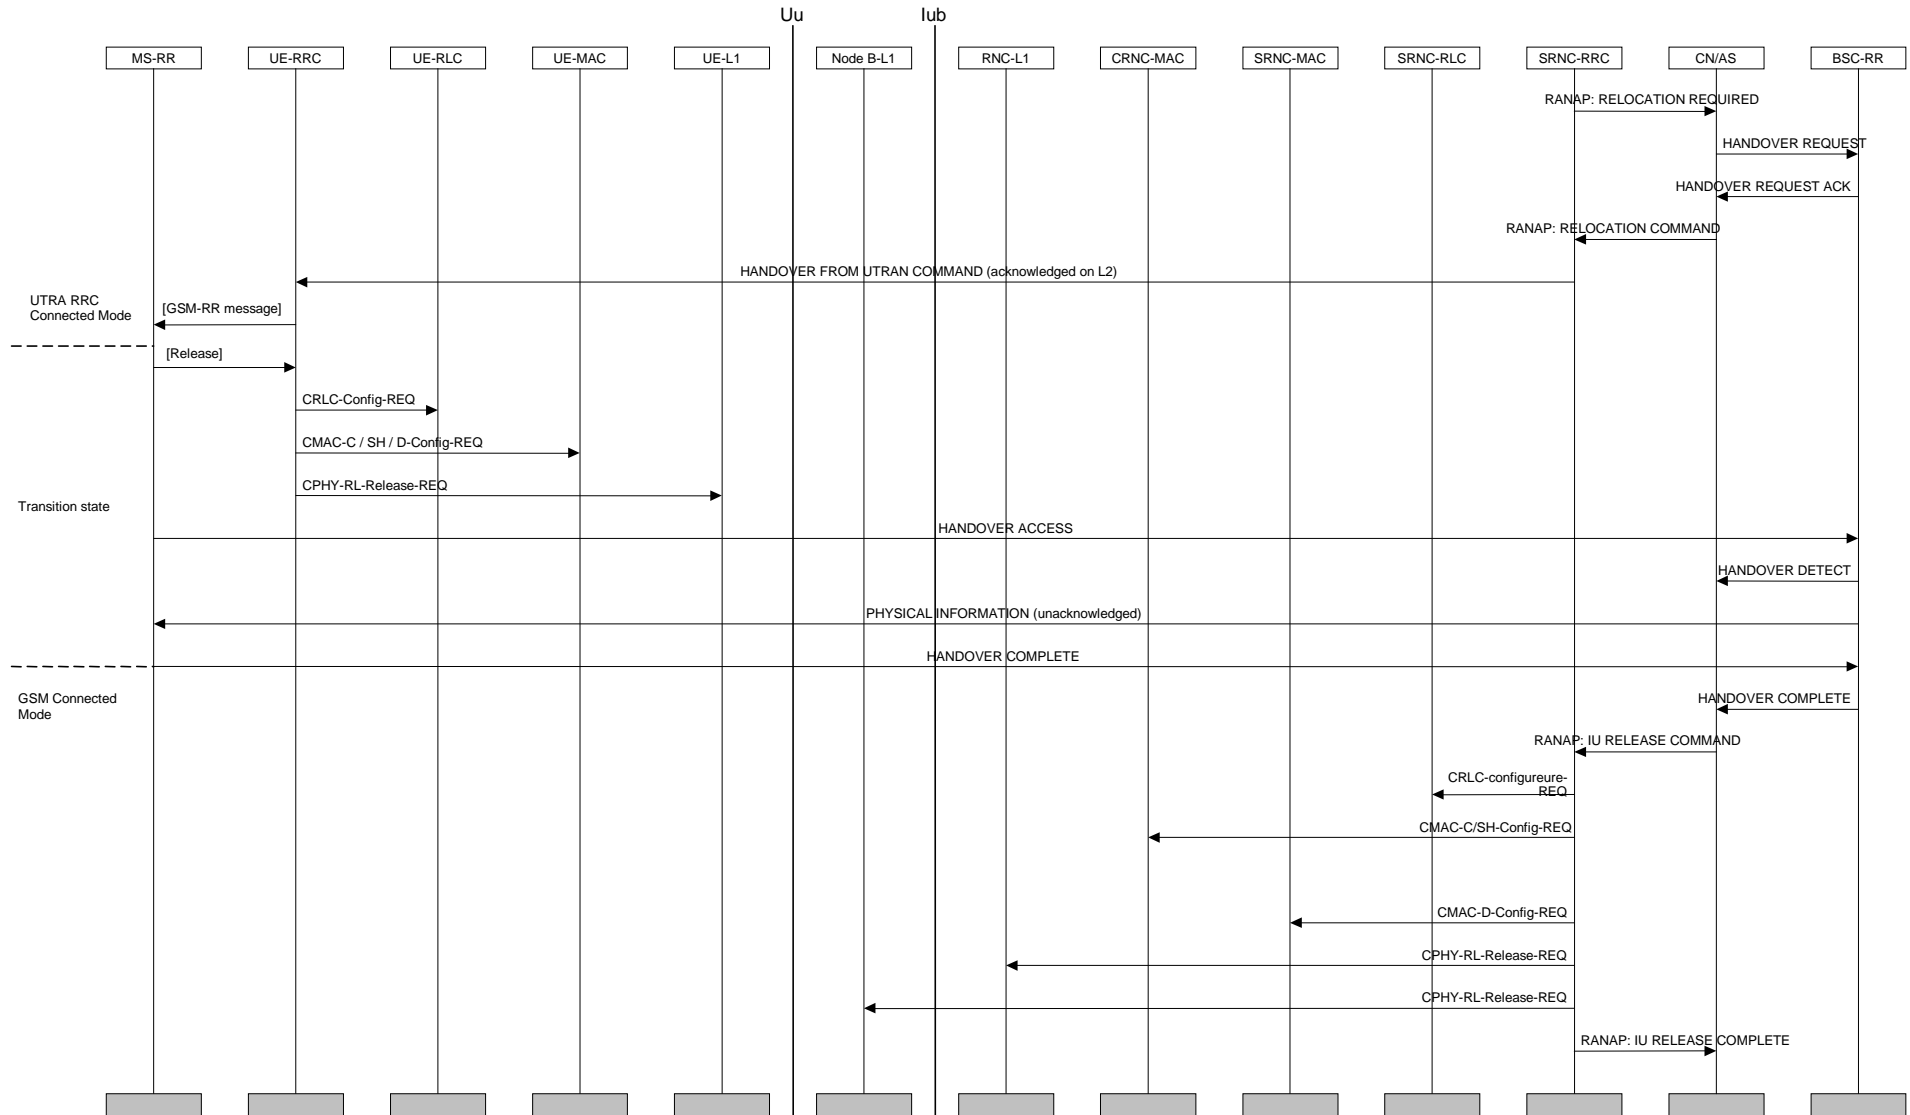 Uu
Iub
MS-RR
UE-RRC
UE-RLC
UE-MAC
UE-L1
Node B-L1
RNC-L1
CRNC-MAC
SRNC-MAC
SRNC-RLC
SRNC-RRC
CN/AS
BSC-RR
RANAP: RELOCATION REQUIRED
HANDOVER REQUEST
HANDOVER REQUEST ACK
RANAP: RELOCATION COMMAND
HANDOVER FROM UTRAN COMMAND (acknowledged on L2)
UTRA RRC
Connected Mode
[GSM-RR message]
[Release]
CRLC-Config-REQ
CMAC-C / SH / D-Config-REQ
CPHY-RL-Release-REQ
Transition state
HANDOVER ACCESS
HANDOVER DETECT
PHYSICAL INFORMATION (unacknowledged)
HANDOVER COMPLETE
GSM Connected
Mode
HANDOVER COMPLETE
RANAP: IU RELEASE COMMAND
CRLC-configureure-
REQ
CMAC-C/SH-Config-REQ
CMAC-D-Config-REQ
CPHY-RL-Release-REQ
CPHY-RL-Release-REQ
RANAP: IU RELEASE COMPLETE